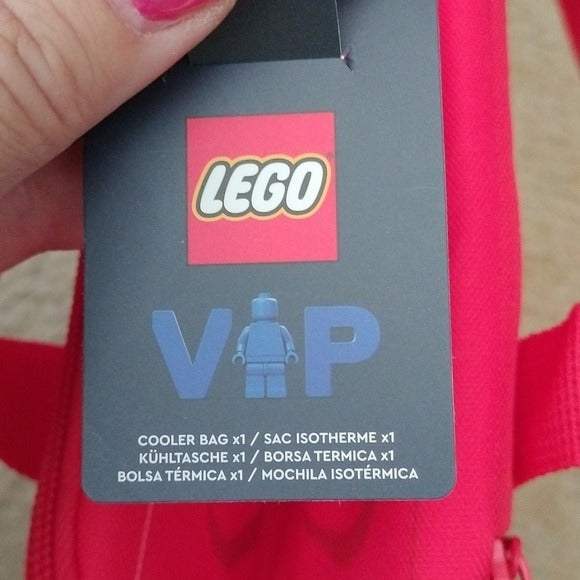 LEGO
VIP
COOLER BAG x1 / SAC ISOTHERME x1
KÜHLTASCHE x1 / BORSA TERMICA x1
BOLSA TÉRMICA x1 / MOCHILA ISOTÉRMICA